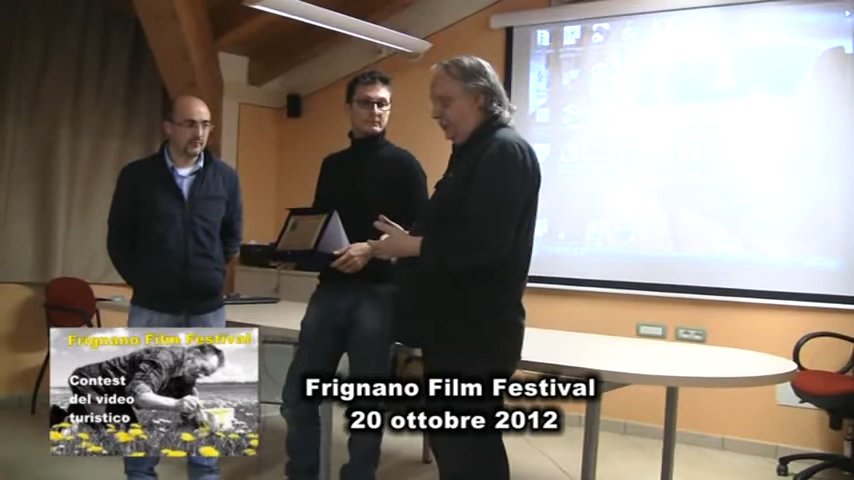 Frignano Film Festival
Contest
del video
turistico
Frignano Film Festival
20 ottobre 2012